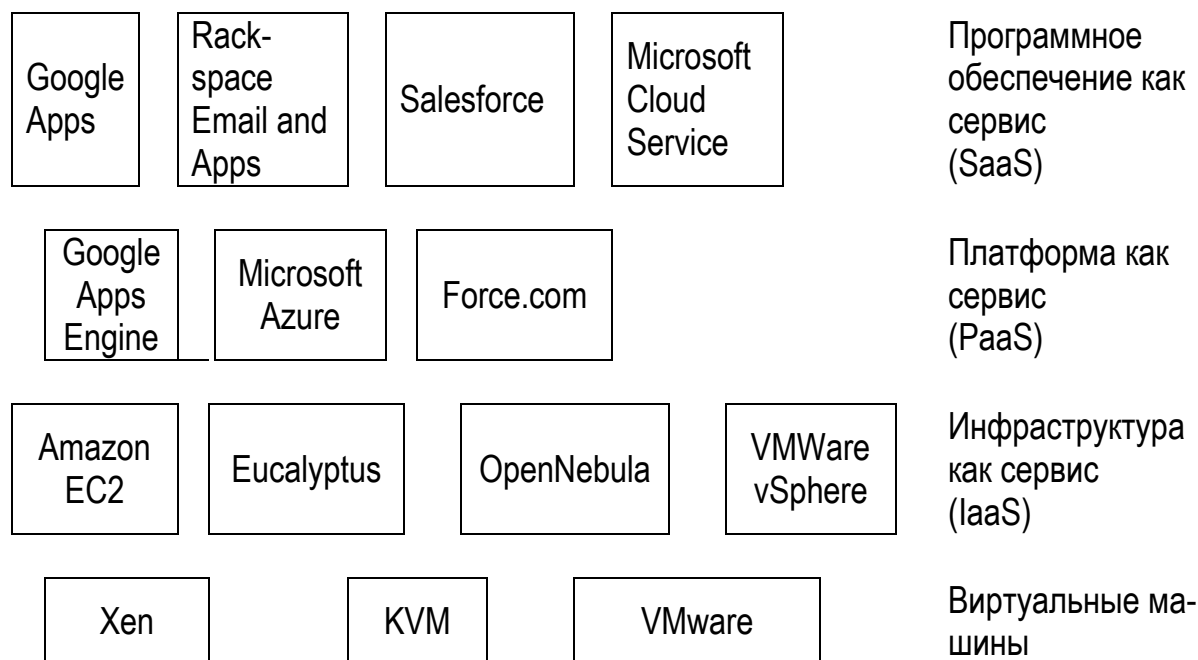 Google
Apps
Rack-
space
Email and
Apps
Salesforce
Microsoft
Cloud
Service
Программное
обеспечение как
сервис
(SaaS)
Google
Apps
Engine
Microsoft
Azure
Force.com
Платформа как
сервис
(PaaS)
Amazon
EC2
Eucalyptus
OpenNebula
VMWare
vSphere
Инфраструктура
как сервис
(IaaS)
Xen
KVM
VMware
Виртуальные ма-
шины